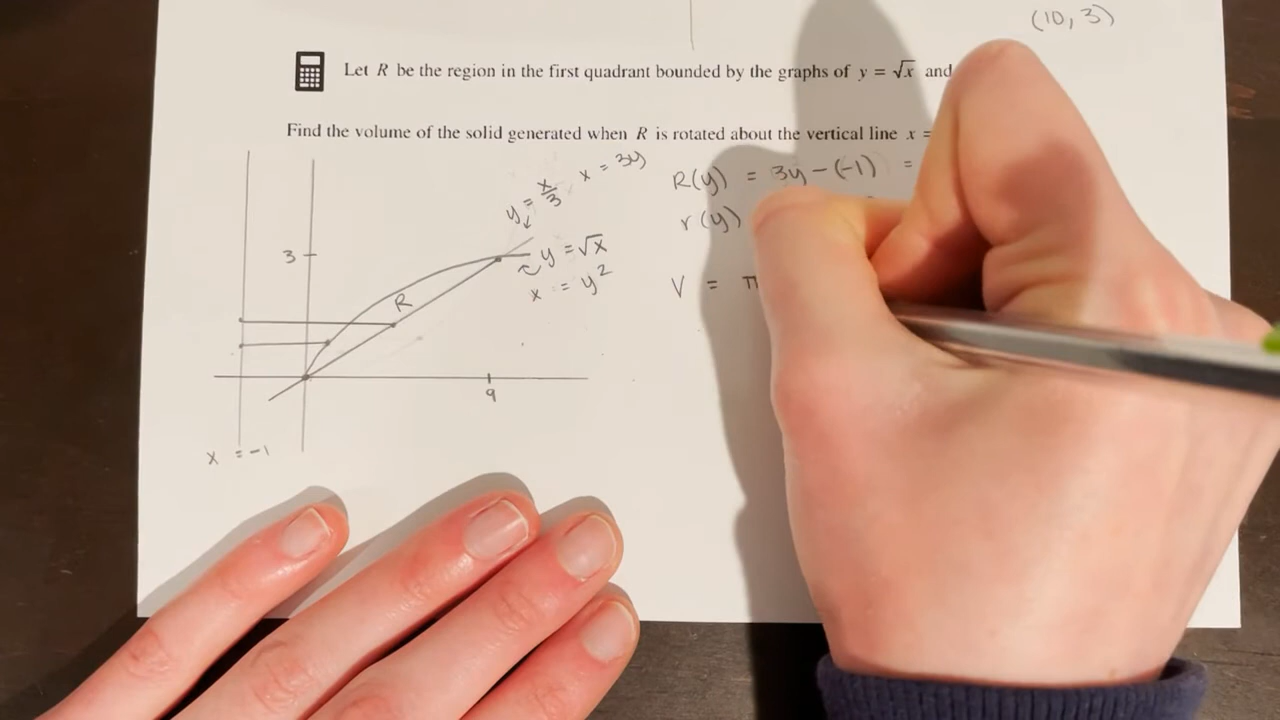 (10, 3)
Let R be the region in the first quadrant bounded by the graphs of y = √x and
Find the volume of the solid generated when R is rotated about the vertical line x =
y = x/3
x = 3y
R(y) = 3y - (-1) =
r(y)
3
y = √x
x = y²
V = π
R
9
x = -1